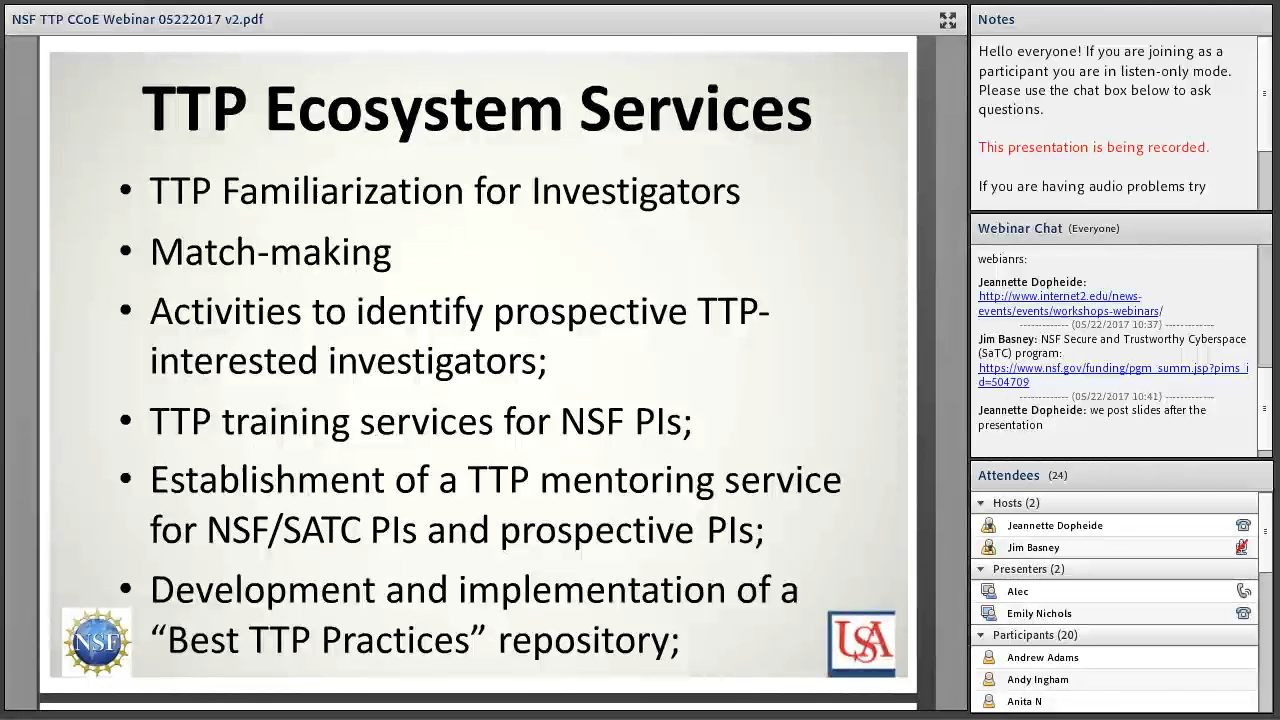 NSF TTP CCoE Webinar 05222017 v2.pdf
TTP Ecosystem Services
• TTP Familiarization for Investigators
• Match-making
• Activities to identify prospective TTP-
interested investigators;
• TTP training services for NSF PIs;
• Establishment of a TTP mentoring service
for NSF/SATC PIs and prospective PIs;
• Development and implementation of a
“Best TTP Practices” repository;
NSF
USA
Notes
Hello everyone! If you are joining as a
participant you are in listen-only mode.
Please use the chat box below to ask
questions.
This presentation is being recorded.
If you are having audio problems try
Webinar Chat (Everyone)
webianrs:
Jeannette Dopheide:
http://www.internet2.edu/news-
events/events/workshops-webinars/
------------- (05/22/2017 10:37) -------------
Jim Basney: NSF Secure and Trustworthy Cyberspace
(SaTC) program:
https://www.nsf.gov/funding/pgm_summ.jsp?pims_i
d=504709
------------- (05/22/2017 10:41) -------------
Jeannette Dopheide: we post slides after the
presentation
Attendees (24)
Hosts (2)
Jeannette Dopheide
Jim Basney
Presenters (2)
Alec
Emily Nichols
Participants (20)
Andrew Adams
Andy Ingham
Anita N